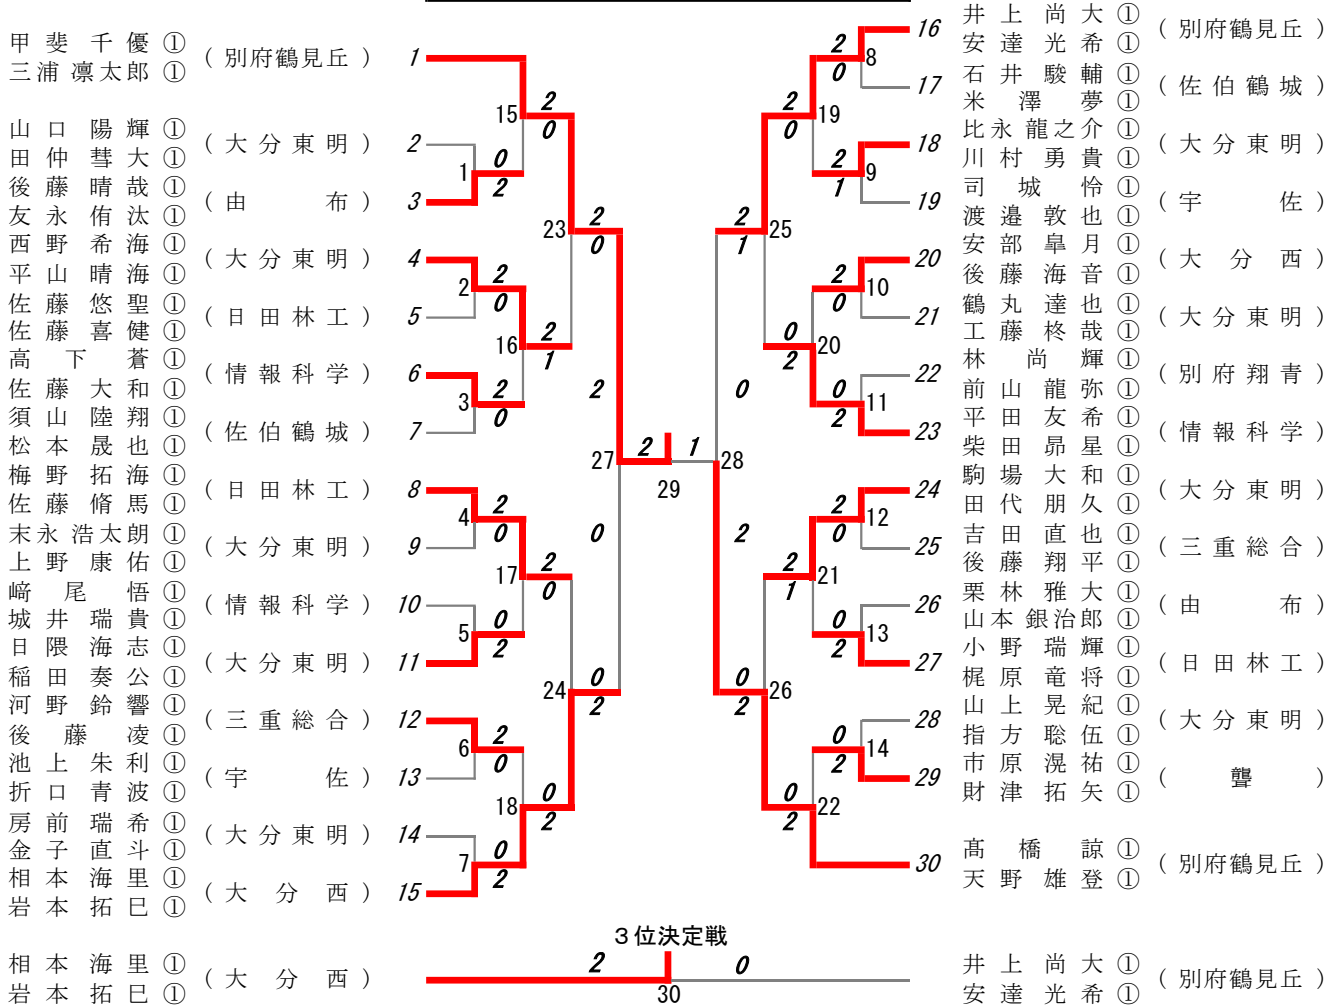 甲斐千優① (別府鶴見丘) 1
三浦凛太郎①
山口陽輝① (大分東明) 2
田仲彗大①
後藤晴哉① (由布) 3
友永侑汰①
西野希海① (大分東明) 4
平山晴海①
佐藤悠聖① (日田林工) 5
佐藤喜健①
高下蒼① (情報科学) 6
佐藤大和①
須山陸翔① (佐伯鶴城) 7
松本晟也①
梅野拓海① (日田林工) 8
佐藤脩馬①
末永浩太朗① (大分東明) 9
上野康佑①
﨑尾悟① (情報科学) 10
城井瑞貴①
日隈海志① (大分東明) 11
稲田奏公①
河野鈴響① (三重総合) 12
後藤凌①
池上朱利① (宇佐) 13
折口青波①
房前瑞希① (大分東明) 14
金子直斗①
相本海里① (大分西) 15
岩本拓巳①
15 2 0
1 0 2
23 2 0
2 2 0
16 2 1
3 2 0
2
27 2 1
29
4 2 0
0
17 2 0
5 0 2
24 0 2
6 2 0
18 0 2
7 0 2
2 0 8
2 0 19
2 1 9
2 1 25
2 0 10
0 2 20
0
0 2 11
28
2 0 12
2
2 1 21
0 2 13
0 2 26
0 2 14
0 2 22
16 井上尚大① (別府鶴見丘)
安達光希①
17 石井駿輔① (佐伯鶴城)
米澤夢①
18 比永龍之介① (大分東明)
川村勇貴①
19 司城怜① (宇佐)
渡邉敦也①
20 安部皐月① (大分西)
後藤海音①
21 鶴丸達也① (大分東明)
工藤柊哉①
22 林尚輝① (別府翔青)
前山龍弥①
23 平田友希① (情報科学)
柴田昴星①
24 駒場大和① (大分東明)
田代朋久①
25 吉田直也① (三重総合)
後藤翔平①
26 栗林雅大① (由布)
山本銀治郎①
27 小野瑞輝① (日田林工)
梶原竜将①
28 山上晃紀① (大分東明)
指方聡伍①
29 市原滉祐① (聾)
財津拓矢①
30 髙橋諒① (別府鶴見丘)
天野雄登①
3位決定戦
相本海里① (大分西) 2 0 井上尚大① (別府鶴見丘)
岩本拓巳① 30 安達光希①